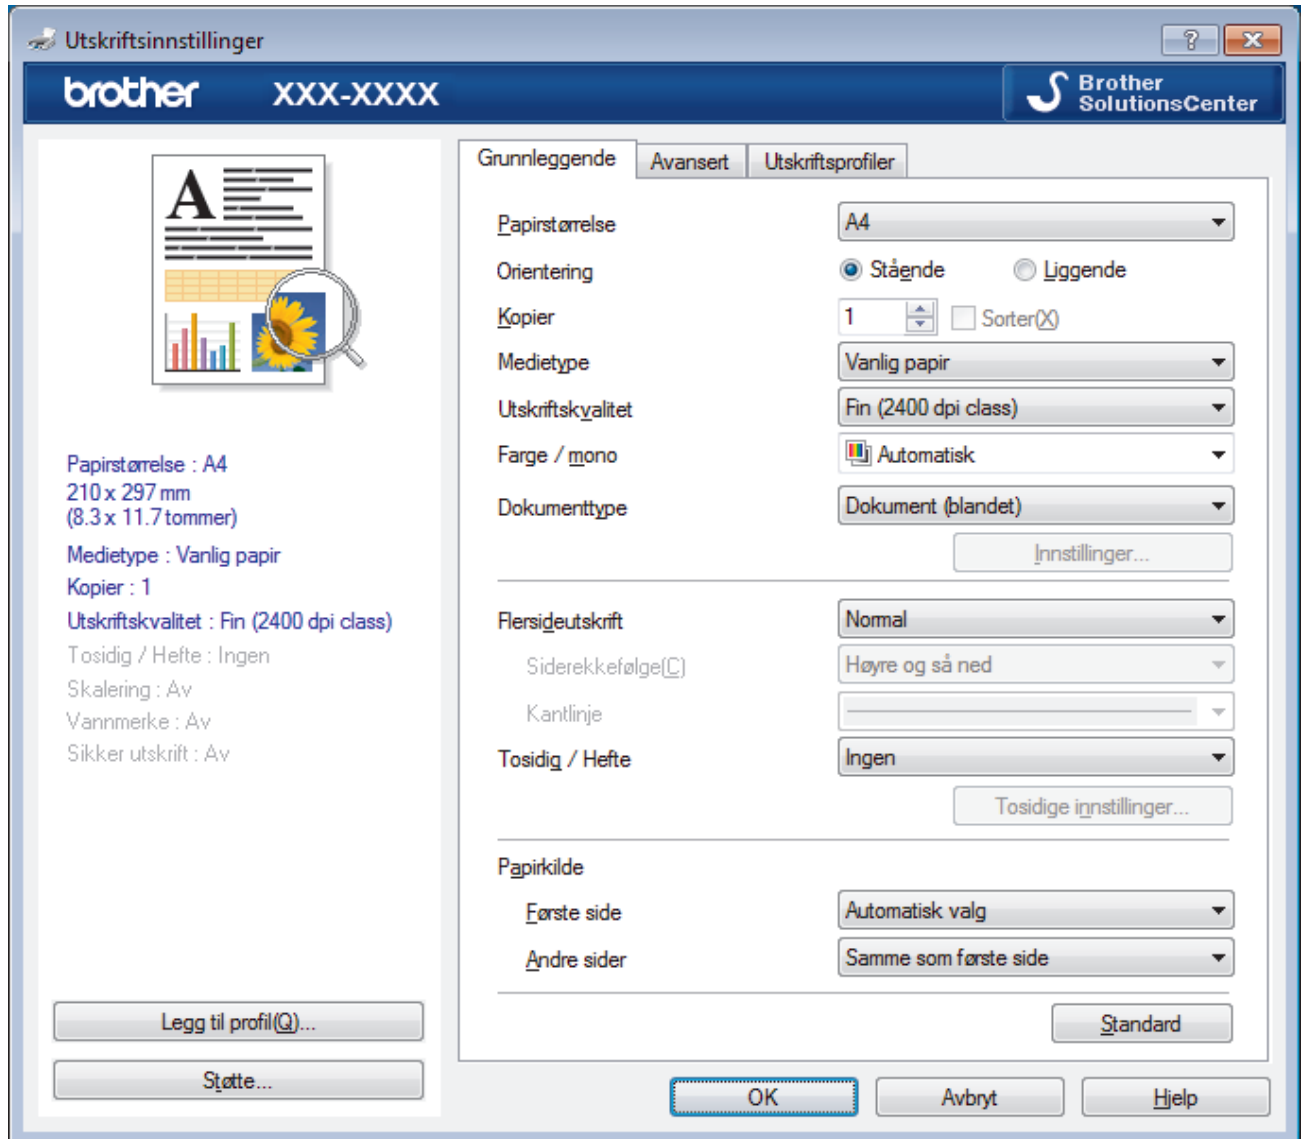 Utskriftsinnstillinger
?
brother XXX-XXXX
Brother
SolutionsCenter
A
Papirstørrelse : A4
210 x 297 mm
(8.3 x 11.7 tommer)
Medietype : Vanlig papir
Kopier : 1
Utskriftskvalitet : Fin (2400 dpi class)
Tosidig / Hefte : Ingen
Skalering : Av
Vannmerke : Av
Sikker utskrift : Av
Legg til profil(Q)...
Støtte...
Grunnleggende Avansert Utskriftsprofiler
Papirstørrelse A4
Orientering Stående Liggende
Kopier 1 Sorter(X)
Medietype Vanlig papir
Utskriftskvalitet Fin (2400 dpi class)
Farge / mono Automatisk
Dokumenttype Dokument (blandet)
Innstillinger...
Flersideutskrift Normal
Siderekkefølge(C) Høyre og så ned
Kantlinje
Tosidig / Hefte Ingen
Tosidige innstillinger...
Papirkilde
Første side Automatisk valg
Andre sider Samme som første side
Standard
OK Avbryt Hjelp